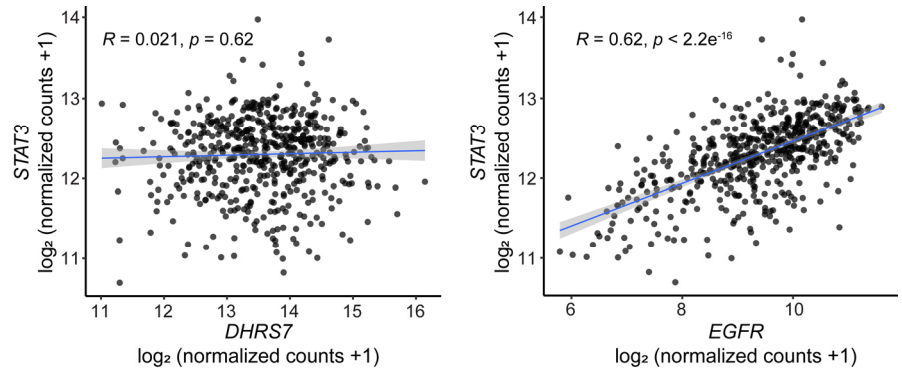 R = 0.021, p = 0.62
STAT3
log₂ (normalized counts +1)
14
13
12
11
11 12 13 14 15 16
DHRS7
log₂ (normalized counts +1)
R = 0.62, p < 2.2e⁻¹⁶
STAT3
log₂ (normalized counts +1)
14
13
12
11
6 8 10
EGFR
log₂ (normalized counts +1)